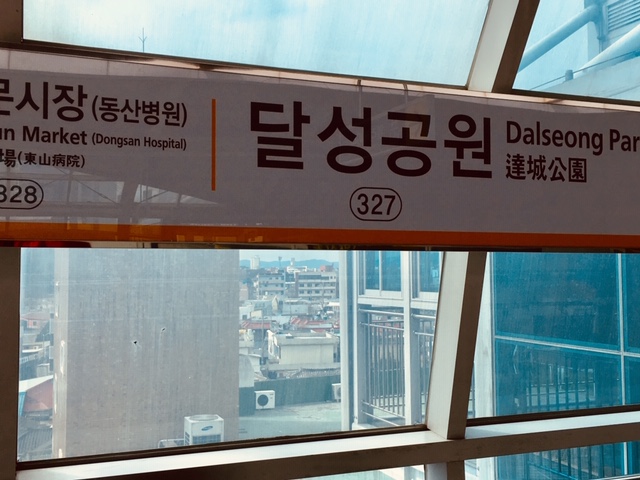 문시장 (동산병원)
un Market (Dongsan Hospital)
場(東山病院)
328
달성공원
Dalseong Par
達城公園
327